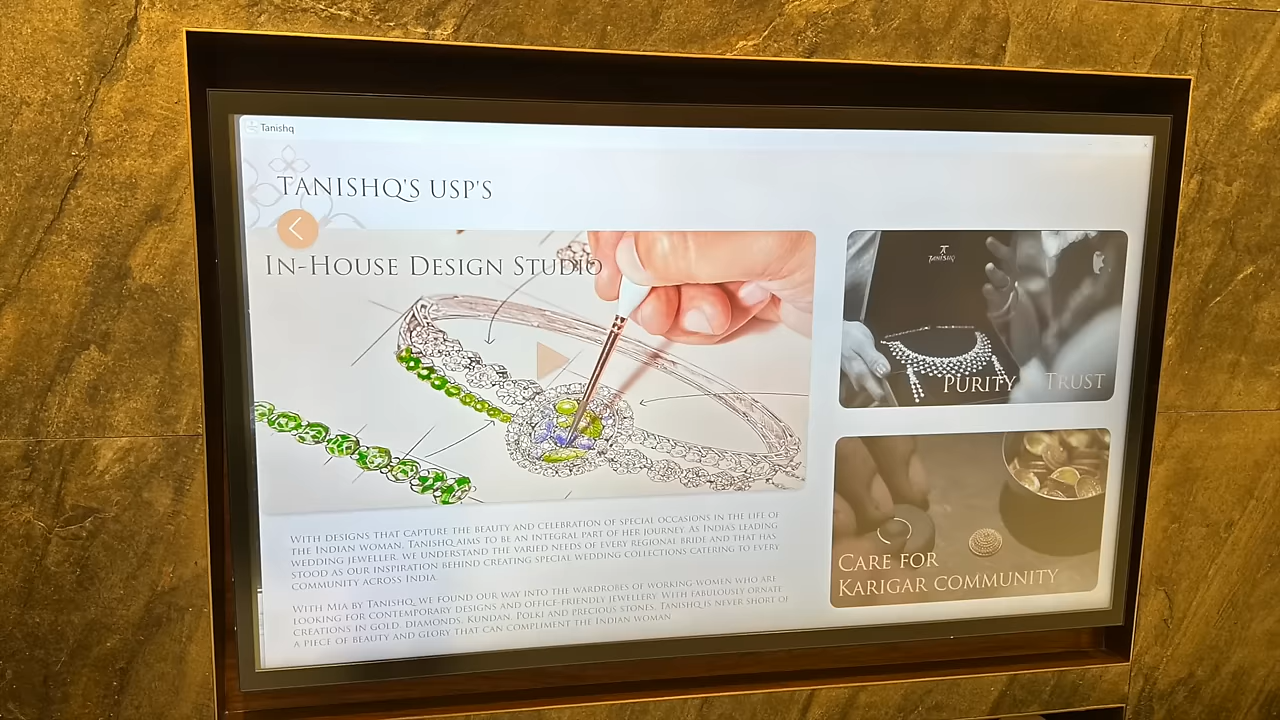 Tanishq
TANISHQ'S USP'S
IN-HOUSE DESIGN STUDIO
TANISHQ
PURITY TRUST
WITH DESIGNS THAT CAPTURE THE BEAUTY AND CELEBRATION OF SPECIAL OCCASIONS IN THE LIFE OF
THE INDIAN WOMAN, TANISHQ AIMS TO BE AN INTEGRAL PART OF HER JOURNEY. AS INDIA'S LEADING
WEDDING JEWELLER, WE UNDERSTAND THE VARIED NEEDS OF EVERY REGIONAL BRIDE AND THAT HAS
STOOD AS OUR INSPIRATION BEHIND CREATING SPECIAL WEDDING COLLECTIONS CATERING TO EVERY
COMMUNITY ACROSS INDIA.
WITH MIA BY TANISHQ, WE FOUND OUR WAY INTO THE WARDROBES OF WORKING WOMEN WHO ARE
LOOKING FOR CONTEMPORARY DESIGNS AND OFFICE-FRIENDLY JEWELLERY. WITH FABULOUSLY ORNATE
CREATIONS IN GOLD, DIAMONDS, KUNDAN, POLKI AND PRECIOUS STONES, TANISHQ IS NEVER SHORT OF
A PIECE OF BEAUTY AND GLORY THAT CAN COMPLIMENT THE INDIAN WOMAN
CARE FOR
KARIGAR COMMUNITY